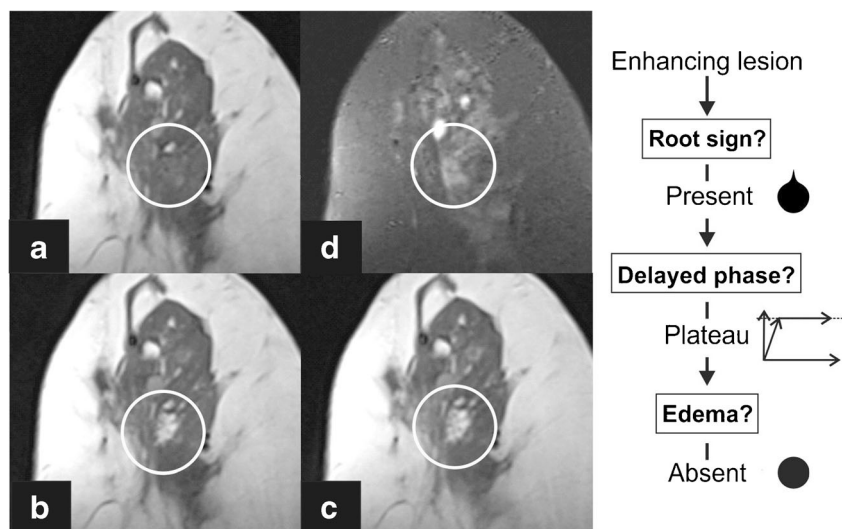 a
d
b
c
Enhancing lesion
Root sign?
Present
Delayed phase?
Plateau
Edema?
Absent